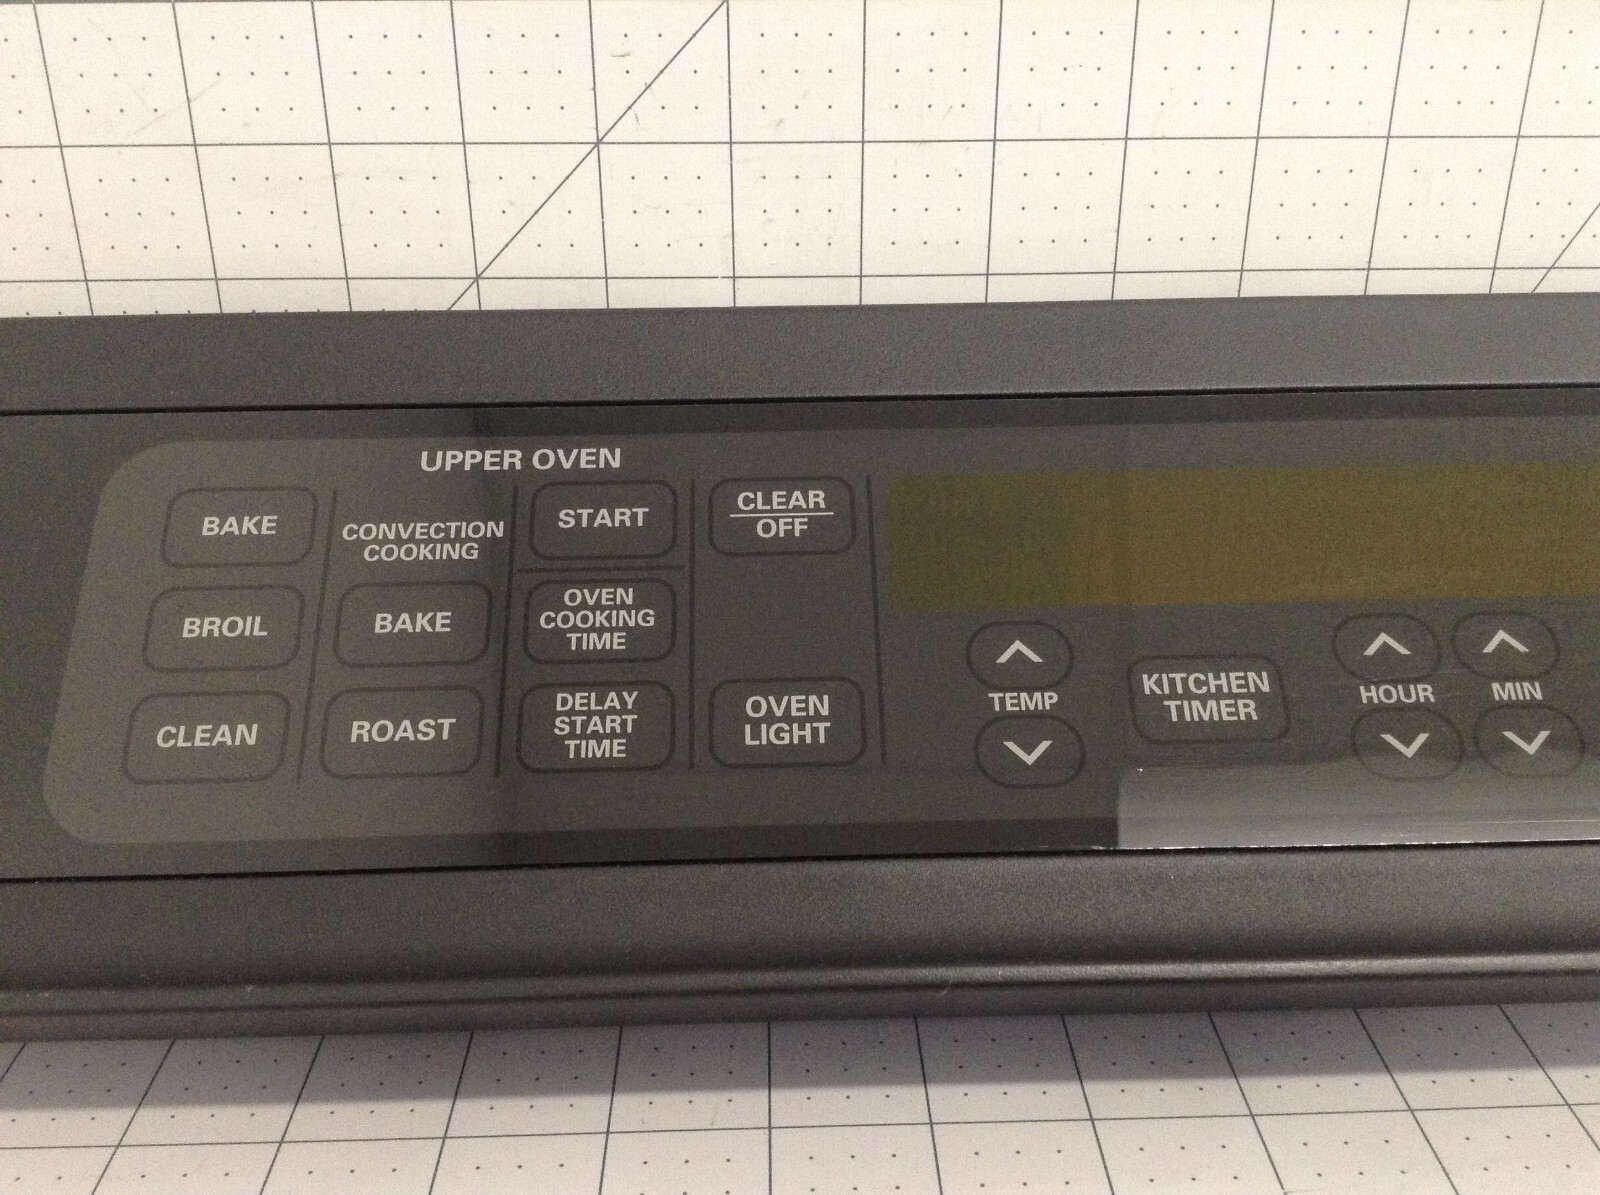 UPPER OVEN
BAKE
BROIL
CLEAN
CONVECTION
COOKING
BAKE
ROAST
START
OVEN
COOKING
TIME
DELAY
START
TIME
CLEAR
OFF
OVEN
LIGHT
TEMP
KITCHEN
TIMER
HOUR
MIN